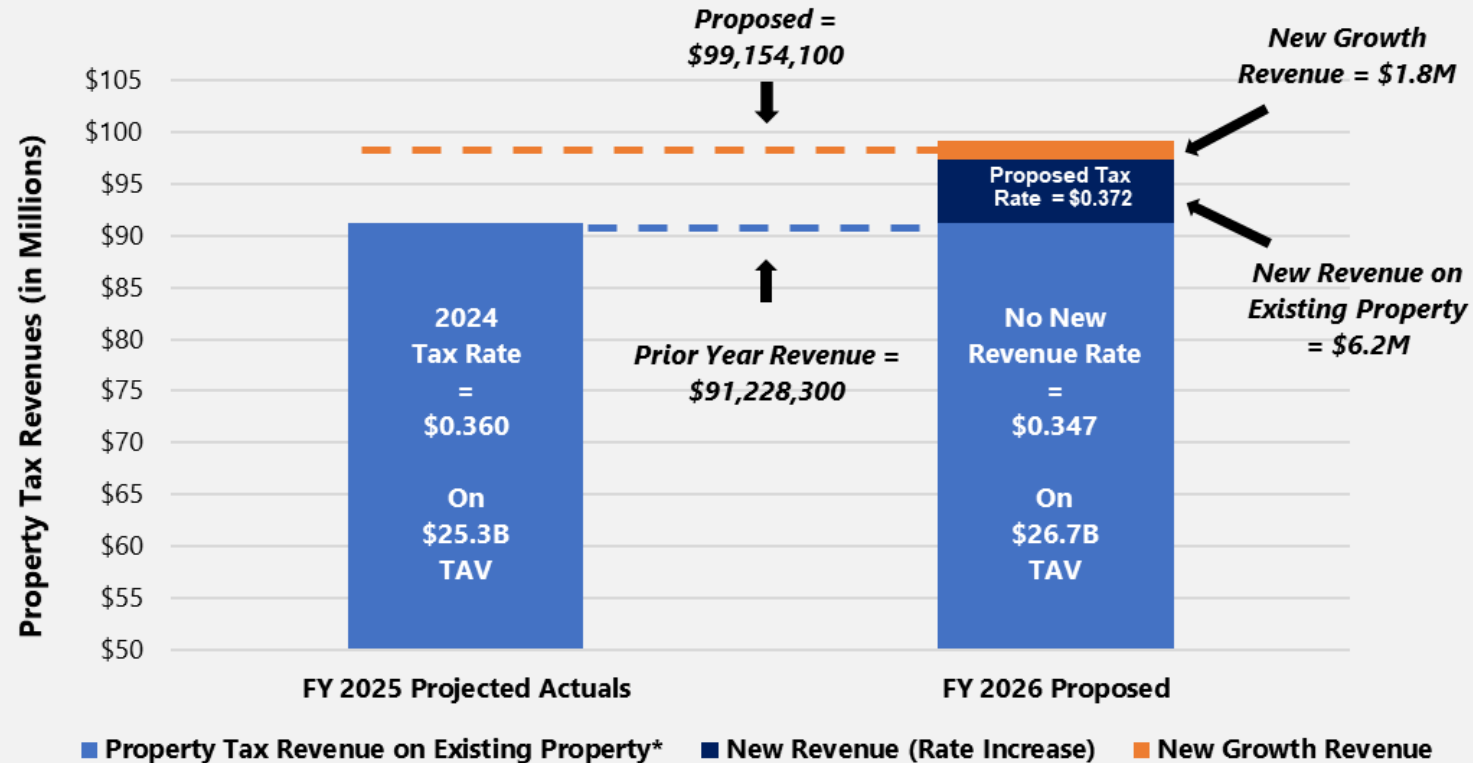 Proposed =
$99,154,100
New Growth
Revenue = $1.8M
Property Tax Revenues (in Millions)
$105
$100
$95
$90
$85
$80
$75
$70
$65
$60
$55
$50
2024
Tax Rate
=
$0.360
On
$25.3B
TAV
Prior Year Revenue =
$91,228,300
Proposed Tax
Rate = $0.372
No New
Revenue Rate
=
$0.347
On
$26.7B
TAV
New Revenue on
Existing Property
= $6.2M
FY 2025 Projected Actuals
FY 2026 Proposed
Property Tax Revenue on Existing Property*
New Revenue (Rate Increase)
New Growth Revenue